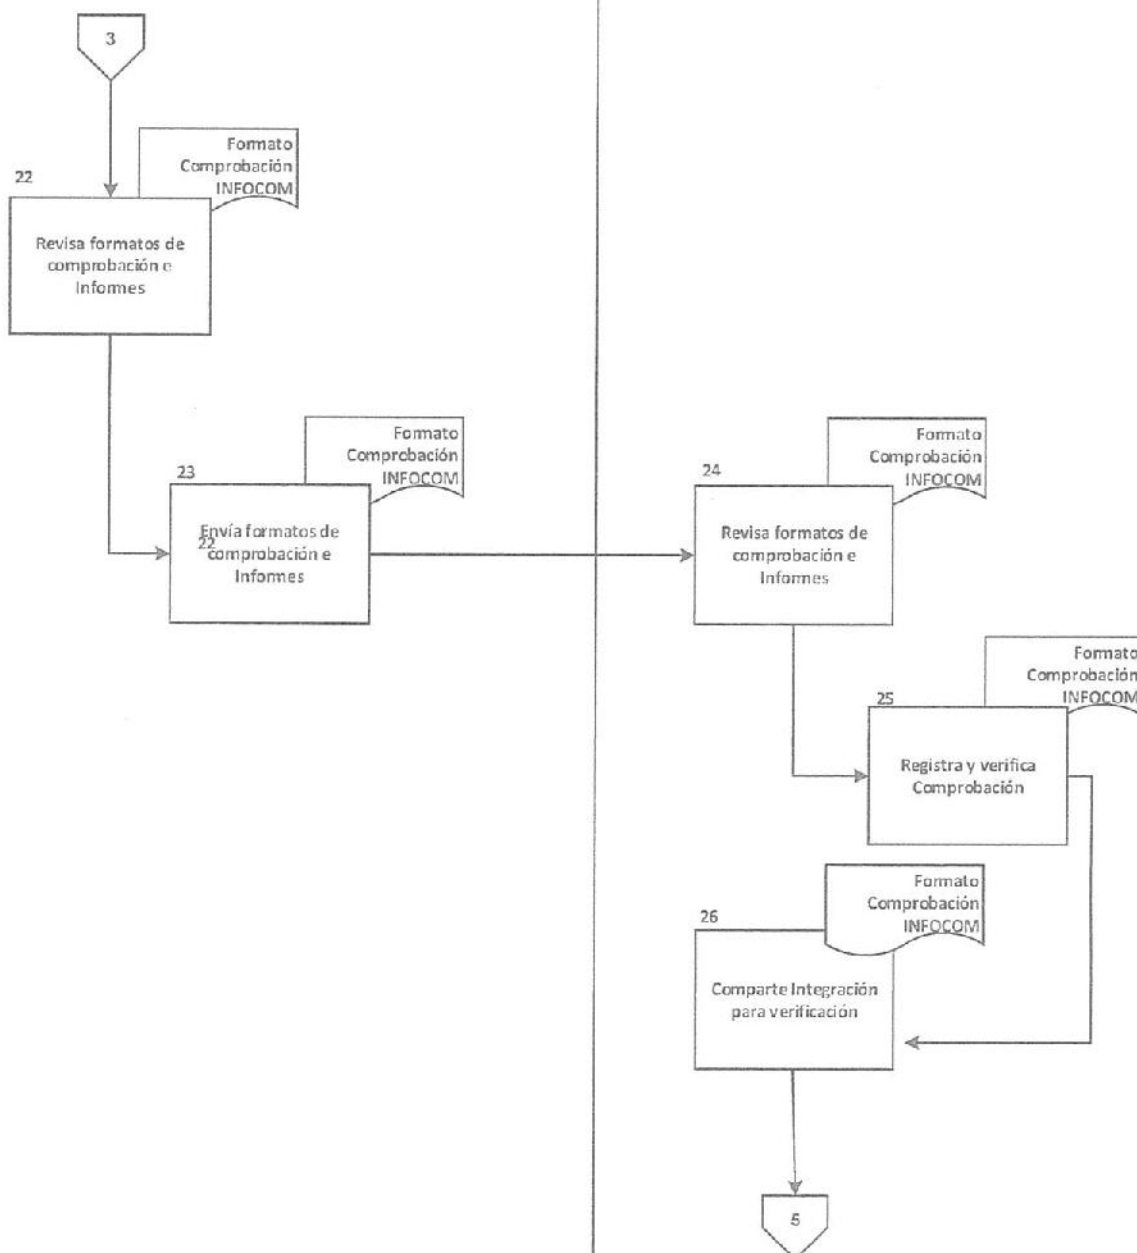 3
Formato
Comprobación
INFOCOM
22
Revisa formatos de
comprobación e
Informes
Formato
Comprobación
INFOCOM
23
Envía formatos de
22
comprobación e
Informes
Formato
Comprobación
INFOCOM
24
Revisa formatos de
comprobación e
Informes
Formato
Comprobación
INFOCOM
25
Registra y verifica
Comprobación
Formato
Comprobación
INFOCOM
26
Comparte Integración
para verificación
5